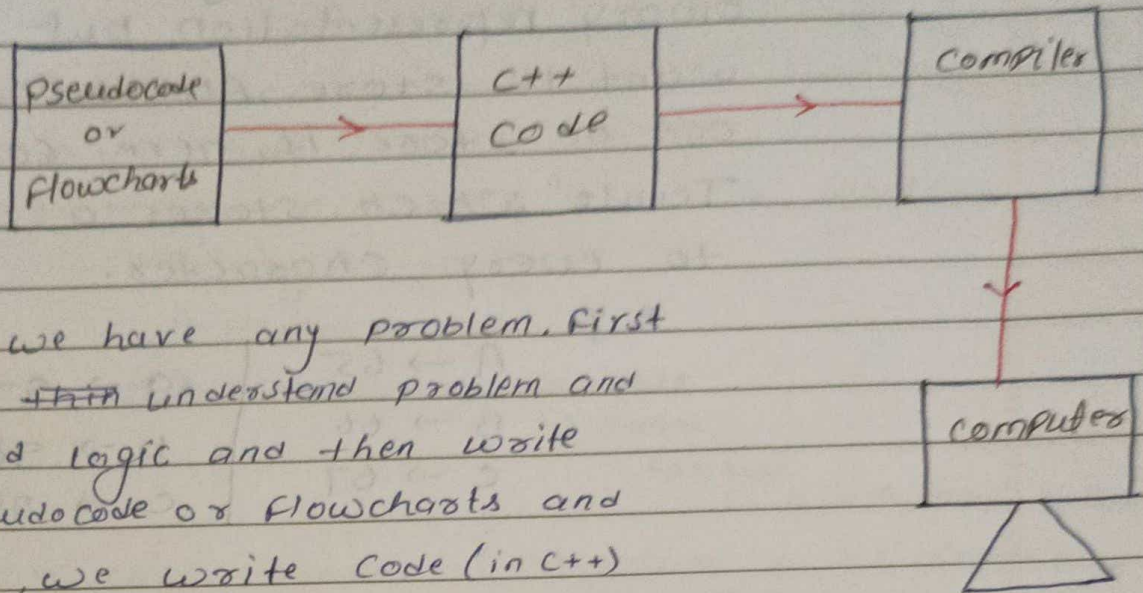 Pseudocode
or
Flowcharts
C++
Code
Compiler
we have any problem. First
understand problem and
d logic and then write
udocode or flowcharts and
we write code (in C++)
computer